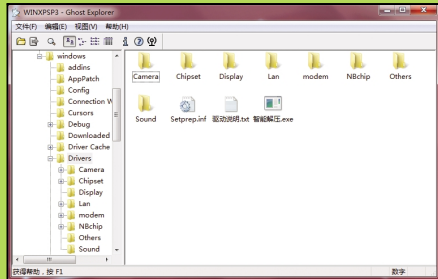 WINXPSP3 - Ghost Explorer
文件(F) 编辑(E) 视图(V) 帮助(H)
windows
addins
AppPatch
Config
Connection W
Cursors
Debug
Downloaded
Driver Cache
Drivers
Camera
Chipset
Display
Lan
modem
NBchip
Others
Sound
Camera Chipset Display Lan modem NBchip Others
Sound Setprep.inf 驱动说明.txt 智能解压.exe
获得帮助，按 F1 数字